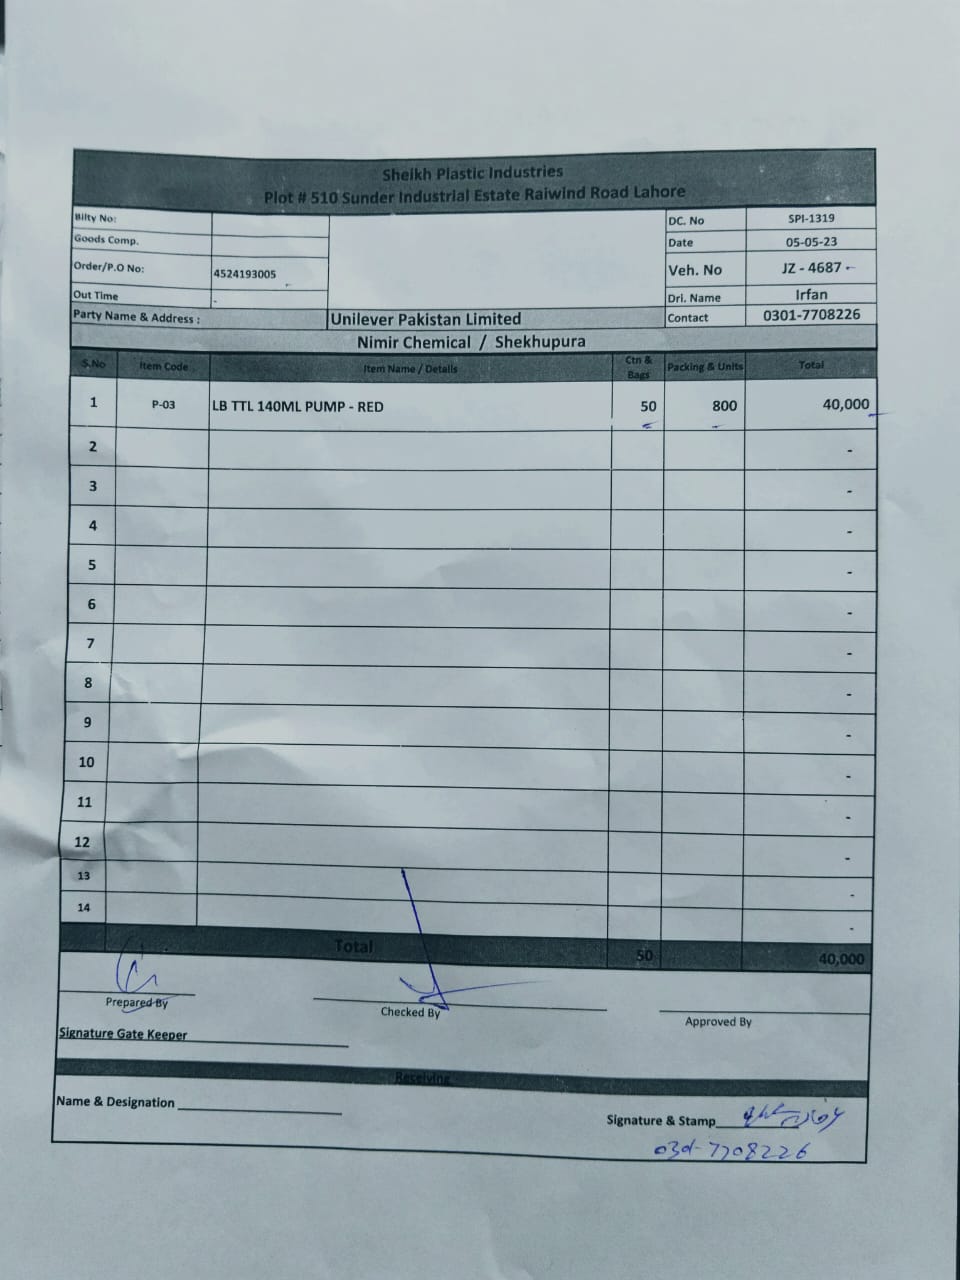 Sheikh Plastic Industries
Plot # 510 Sunder Industrial Estate Raiwind Road Lahore
Bilty No:
Goods Comp.
Order/P.O No: 4524193005
Out Time -
DC. No SPI-1319
Date 05-05-23
Veh. No JZ - 4687 -
Dri. Name Irfan
Contact 0301-7708226
Party Name & Address : Unilever Pakistan Limited
Nimir Chemical / Shekhupura
S.No Item Code Item Name / Details Ctn & Bags Packing & Units Total
1 P-03 LB TTL 140ML PUMP - RED 50 800 40,000
2 -
3 -
4 -
5 -
6 -
7 -
8 -
9 -
10 -
11 -
12 -
13 -
14 -
Total 50 40,000
Prepared By Checked By Approved By
Signature Gate Keeper
Receiving
Name & Designation
Signature & Stamp
7708226